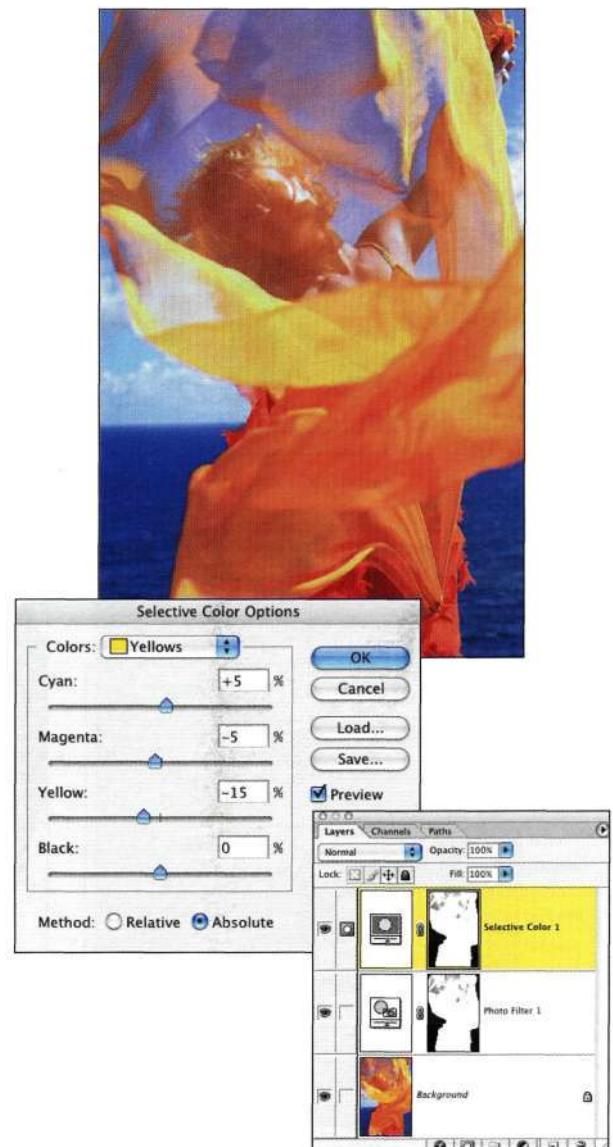 Selective Color Options
Colors: Yellows
OK
Cyan: +5 %
Cancel
Magenta: -5 %
Load...
Save...
Yellow: -15 %
Preview
Black: 0 %
Method: Relative Absolute
Layers Channels Paths
Normal Opacity: 100%
Lock: Fill: 100%
Selective Color 1
Photo Filter 1
Background